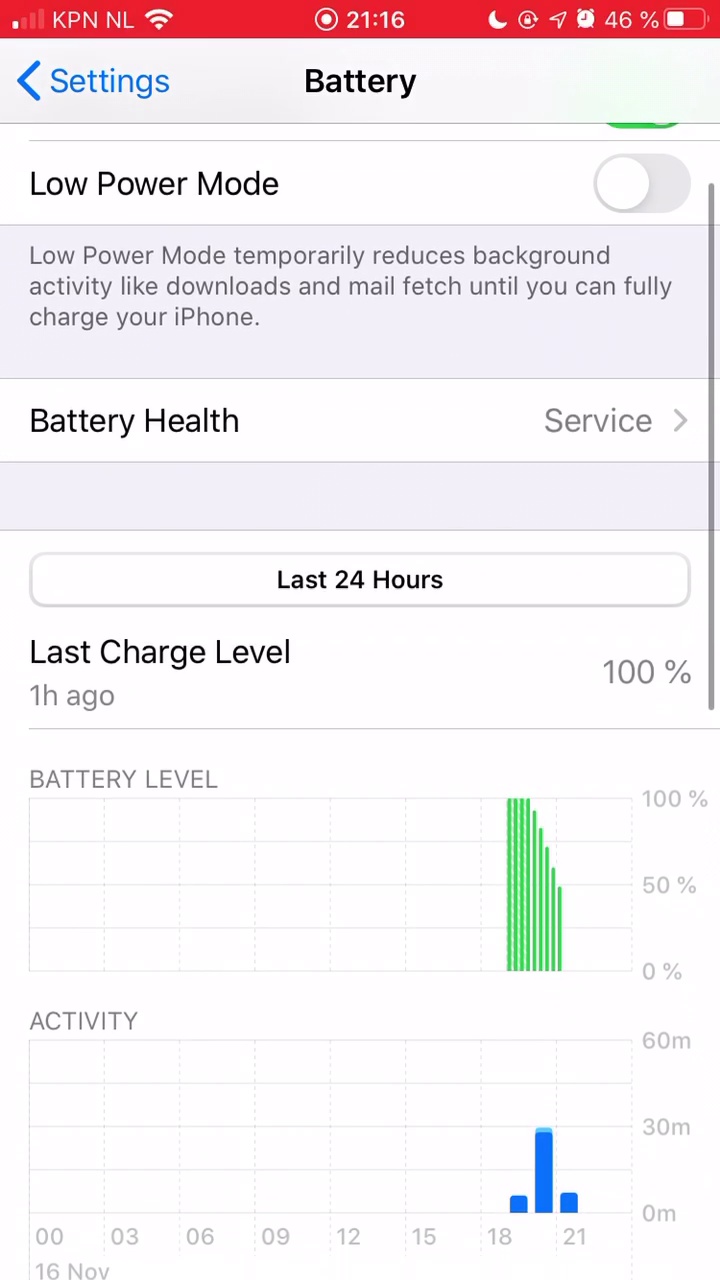 KPN NL 21:16 46 %
Settings Battery
Low Power Mode
Low Power Mode temporarily reduces background
activity like downloads and mail fetch until you can fully
charge your iPhone.
Battery Health Service
Last 24 Hours
Last Charge Level
100 %
1h ago
BATTERY LEVEL
100 %
50 %
0 %
ACTIVITY
60m
30m
0m
00 03 06 09 12 15 18 21
16 Nov